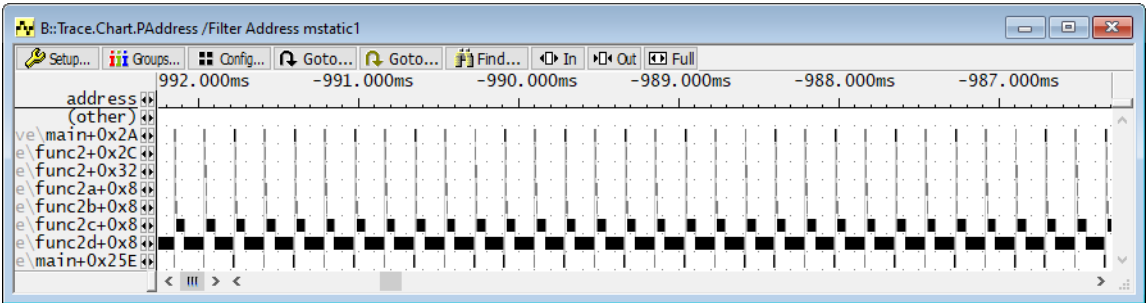 B::Trace.Chart.PAddress /Filter Address mstatic1
Setup... Groups... Config... Goto... Goto... Find... In Out Full
992.000ms -991.000ms -990.000ms -989.000ms -988.000ms -987.000ms
address
(other)
ve\main+0x2A
e\func2+0x2C
e\func2+0x32
e\func2a+0x8
e\func2b+0x8
e\func2c+0x8
e\func2d+0x8
e\main+0x25E